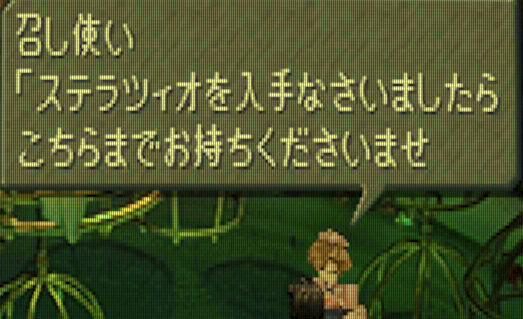 召し使い
「ステラツィオを入手なさいましたら
こちらまでお持ちくださいませ